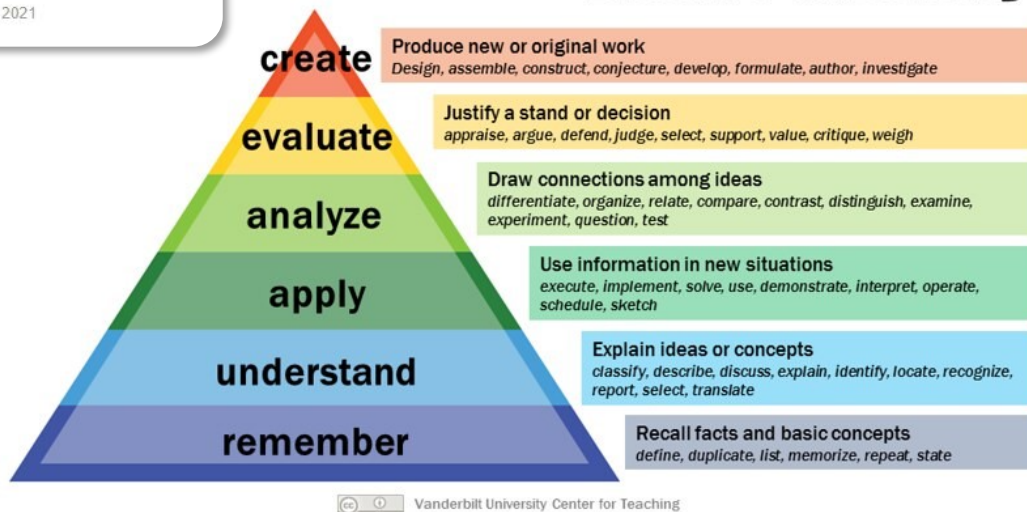 2021
create
Produce new or original work
Design, assemble, construct, conjecture, develop, formulate, author, investigate
evaluate
Justify a stand or decision
appraise, argue, defend, judge, select, support, value, critique, weigh
analyze
Draw connections among ideas
differentiate, organize, relate, compare, contrast, distinguish, examine,
experiment, question, test
apply
Use information in new situations
execute, implement, solve, use, demonstrate, interpret, operate,
schedule, sketch
understand
Explain ideas or concepts
classify, describe, discuss, explain, identify, locate, recognize,
report, select, translate
remember
Recall facts and basic concepts
define, duplicate, list, memorize, repeat, state
cc Vanderbilt University Center for Teaching